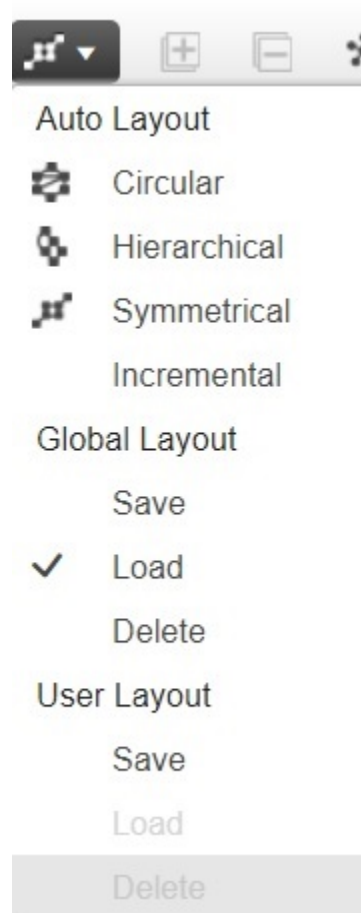 Auto Layout
Circular
Hierarchical
Symmetrical
Incremental
Global Layout
Save
Load
Delete
User Layout
Save
Load
Delete